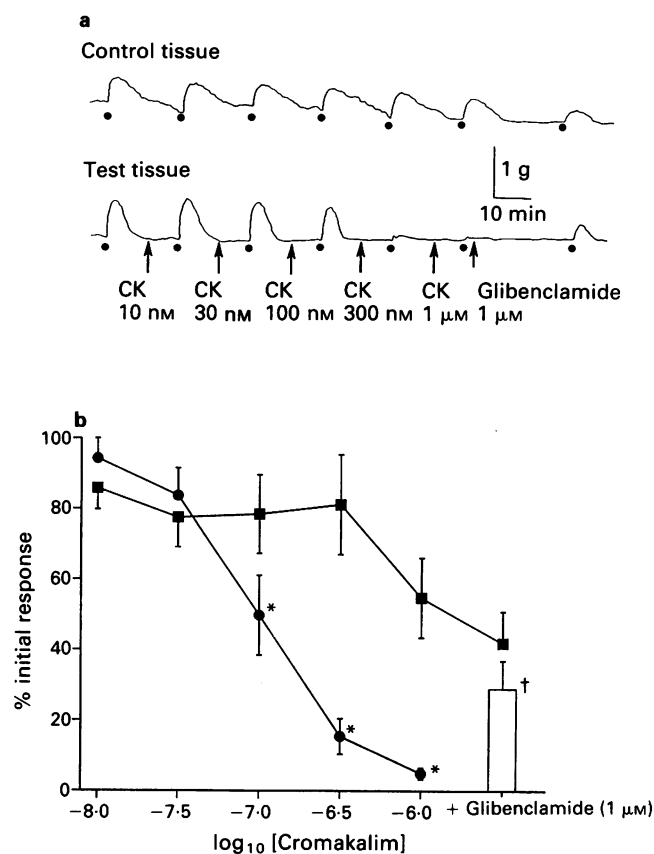 a
Control tissue
Test tissue
1 g
10 min
CK CK CK CK CK Glibenclamide
10 nM 30 nM 100 nM 300 nM 1 μM 1 μM
b
100
80
60
40
20
0
% initial response
*
*
*
†
−8·0 −7·5 −7·0 −6·5 −6·0 + Glibenclamide (1 μM)
log10 [Cromakalim]